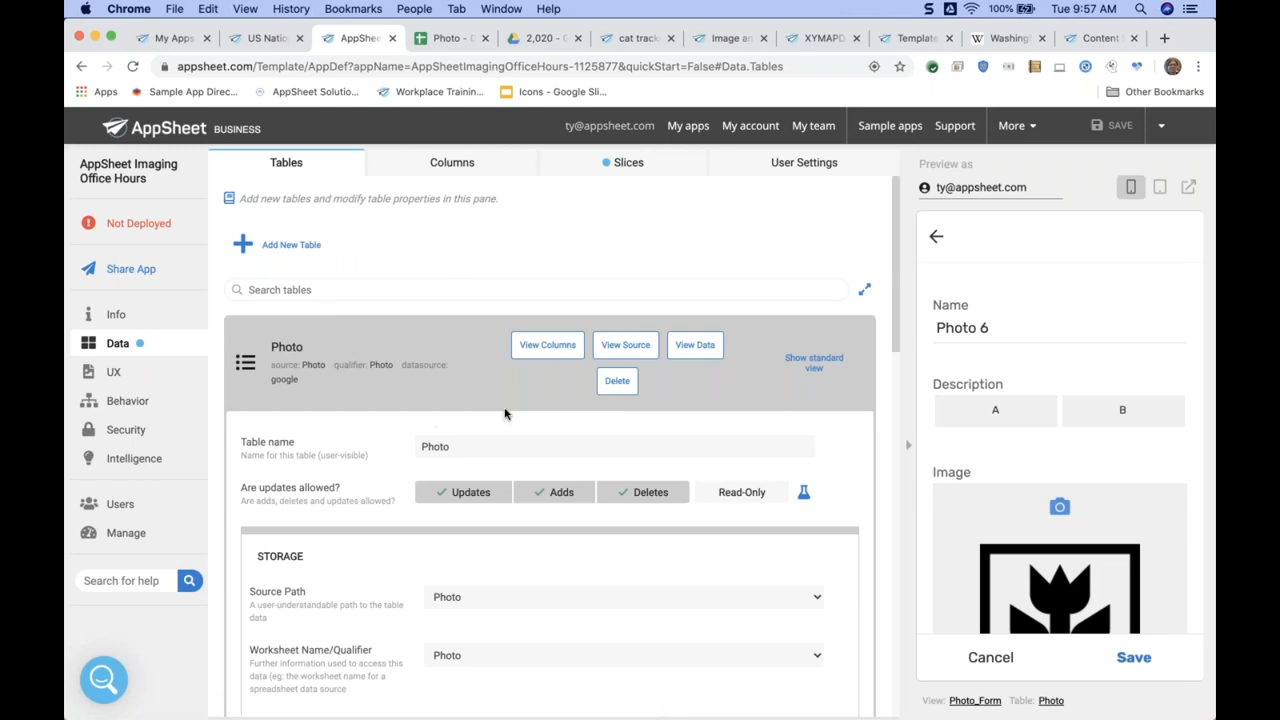 Chrome File Edit View History Bookmarks People Tab Window Help 100% Tue 9:57 AM
My Apps US Natio AppShee Photo - D 2,020 - G cat track Image an XYMAPD Template Washing Content
appsheet.com/Template/AppDef?appName=AppSheetImagingOfficeHours-1125877&quickStart=False#Data.Tables
Apps Sample App Direc... AppSheet Solutio... Workplace Trainin... Icons - Google Sli... Other Bookmarks
AppSheet BUSINESS ty@appsheet.com My apps My account My team Sample apps Support More SAVE
AppSheet Imaging
Office Hours
Not Deployed
Share App
Info
Data
UX
Behavior
Security
Intelligence
Users
Manage
Search for help
Tables Columns Slices User Settings
Add new tables and modify table properties in this pane.
Add New Table
Search tables
Photo
source: Photo qualifier: Photo datasource:
google
View Columns View Source View Data
Delete
Show standard
view
Table name
Name for this table (user-visible)
Photo
Are updates allowed?
Are adds, deletes and updates allowed?
Updates Adds Deletes Read-Only
STORAGE
Source Path
A user-understandable path to the table
data
Photo
Worksheet Name/Qualifier
Further information used to access this
data (eg: the worksheet name for a
spreadsheet data source
Photo
Preview as
ty@appsheet.com
Name
Photo 6
Description
A B
Image
Cancel Save
View: Photo_Form Table: Photo